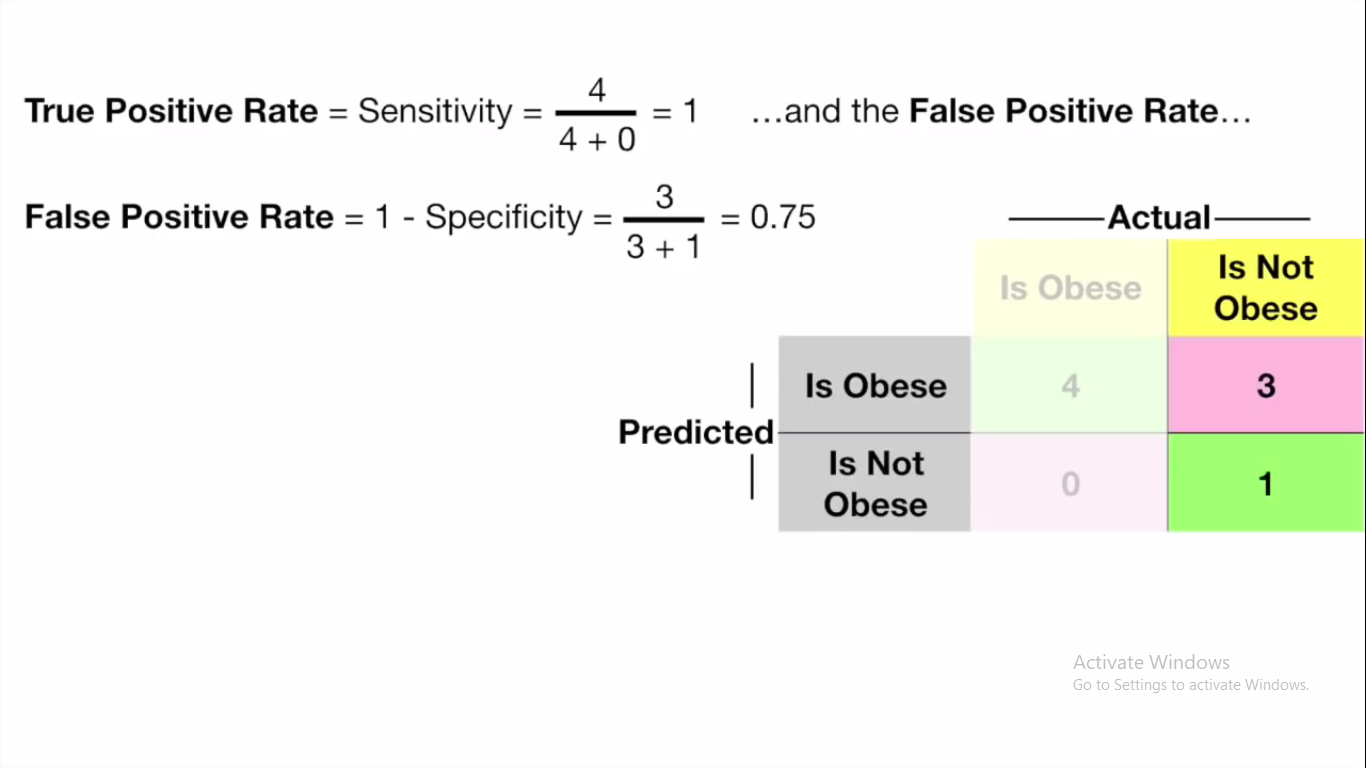 True Positive Rate = Sensitivity = 4 / 4 + 0 = 1 …and the False Positive Rate…
False Positive Rate = 1 - Specificity = 3 / 3 + 1 = 0.75
Actual
Is Obese
Is Not
Obese
Predicted
Is Obese
4
3
Is Not
Obese
0
1
Activate Windows
Go to Settings to activate Windows.